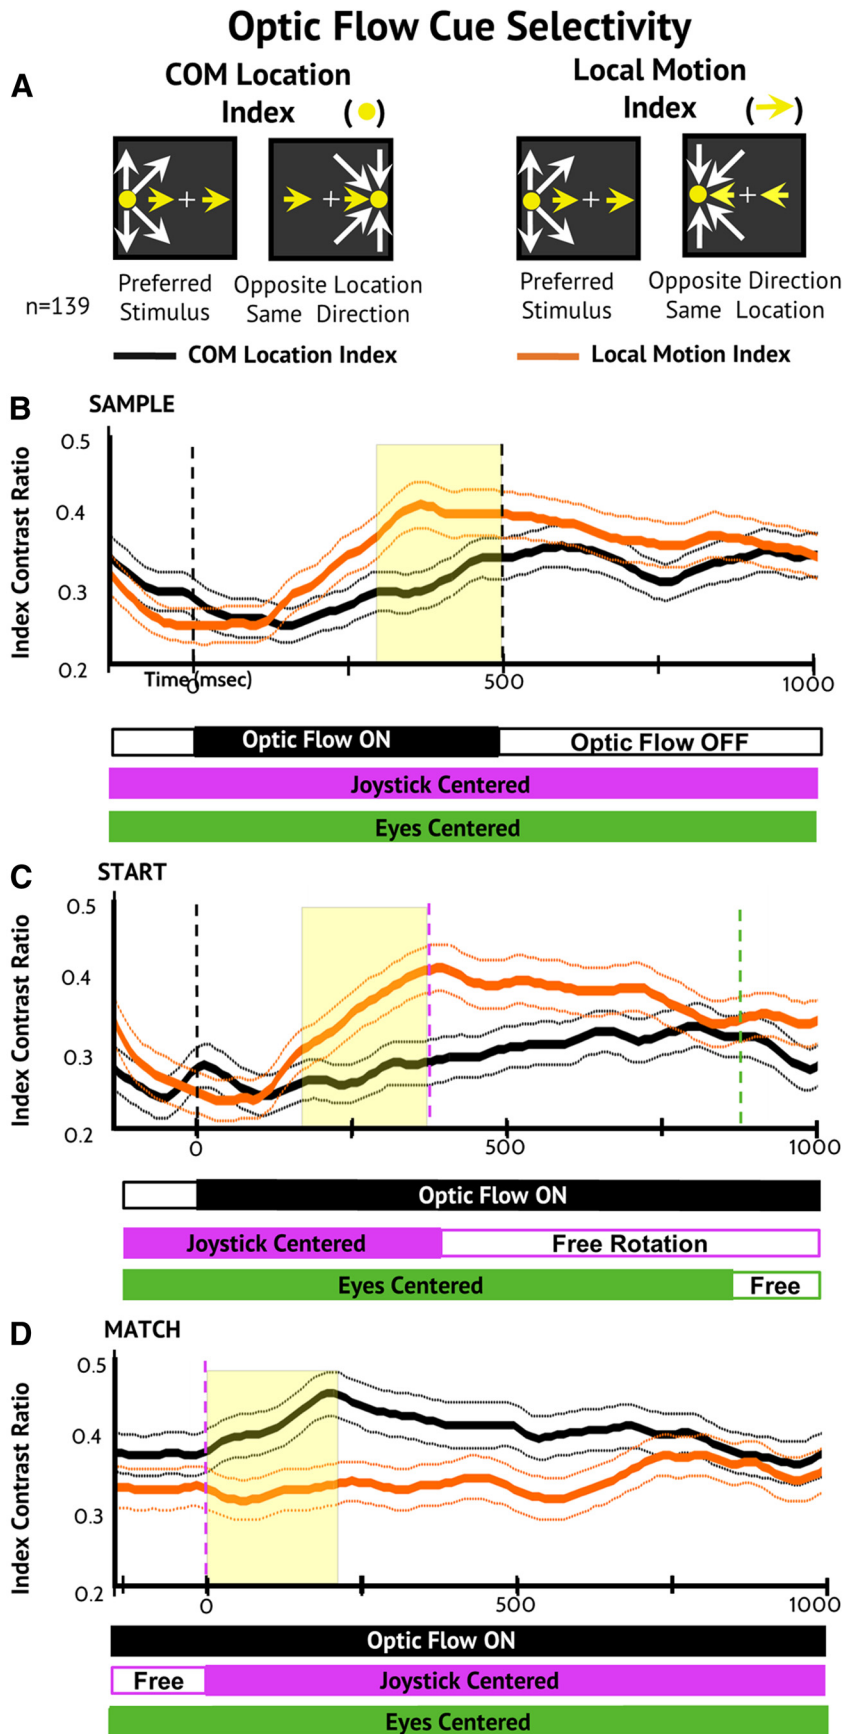 Optic Flow Cue Selectivity
A
COM Location
Index ( )
Local Motion
Index ( )
+
+
+
+
Preferred
Stimulus
Opposite Location
Same Direction
Preferred
Stimulus
Opposite Direction
Same Location
n=139
COM Location Index
Local Motion Index
B
SAMPLE
Index Contrast Ratio
0.5
0.4
0.3
0.2
Time (msec)
0
500
1000
Optic Flow ON
Optic Flow OFF
Joystick Centered
Eyes Centered
C
START
Index Contrast Ratio
0.5
0.4
0.3
0.2
0
500
1000
Optic Flow ON
Joystick Centered
Free Rotation
Eyes Centered
Free
D
MATCH
Index Contrast Ratio
0.5
0.4
0.3
0.2
0
500
1000
Optic Flow ON
Free
Joystick Centered
Eyes Centered